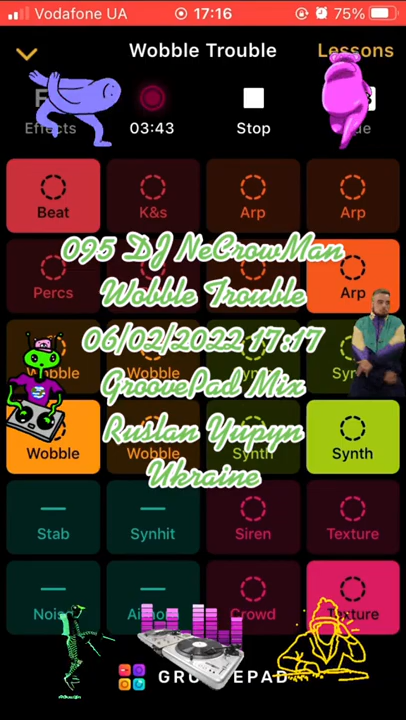 Vodafone UA 17:16 75%
Wobble Trouble Lessons
Effects 03:43 Stop
Beat K&s Arp Arp
095 DJ NeCrowMan
Percs Arp
Wobble Trouble
06/02/2022 17:17
Wobble Wobble
GroovePad Mix
Ruslan Yupyn
Wobble Wobble Synth Synth
Ukraine
Stab Synhit Siren Texture
Crowd Texture